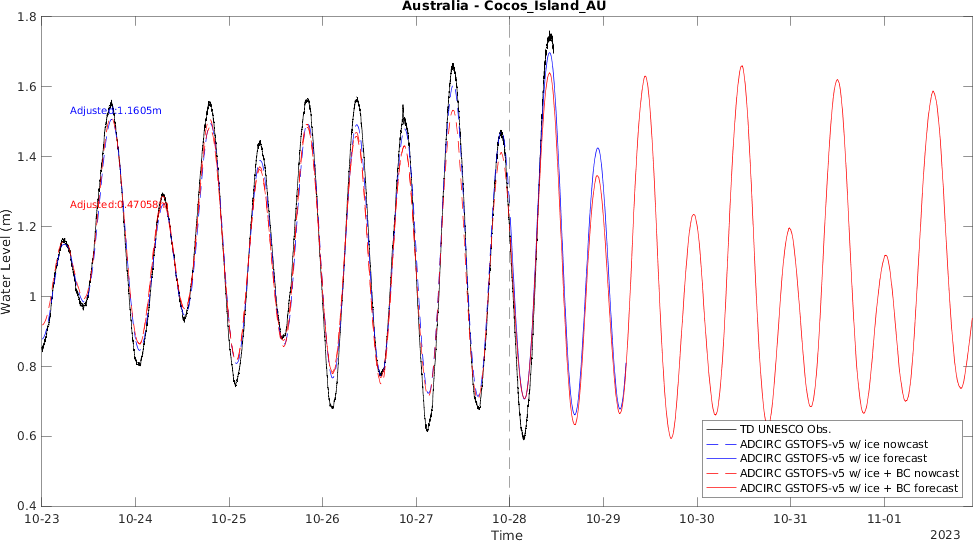 Australia - Cocos_Island_AU
1.8
1.6
1.4
1.2
1
0.8
0.6
0.4
Water Level (m)
Adjusted:1.1605m
Adjusted:0.47058m
TD UNESCO Obs.
ADCIRC GSTOFS-v5 w/ ice nowcast
ADCIRC GSTOFS-v5 w/ ice forecast
ADCIRC GSTOFS-v5 w/ ice + BC nowcast
ADCIRC GSTOFS-v5 w/ ice + BC forecast
10-23 10-24 10-25 10-26 10-27 10-28 10-29 10-30 10-31 11-01
Time
2023